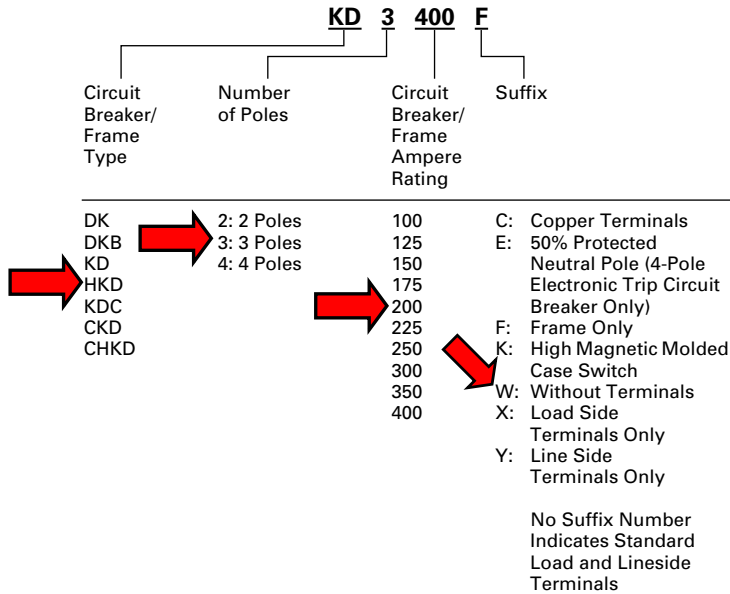 KD 3 400 F
Circuit
Breaker/
Frame
Type
Number
of Poles
Circuit
Breaker/
Frame
Ampere
Rating
Suffix
DK
DKB
KD
HKD
KDC
CKD
CHKD
2: 2 Poles
3: 3 Poles
4: 4 Poles
100
125
150
175
200
225
250
300
350
400
C: Copper Terminals
E: 50% Protected
Neutral Pole (4-Pole
Electronic Trip Circuit
Breaker Only)
F: Frame Only
K: High Magnetic Molded
Case Switch
W: Without Terminals
X: Load Side
Terminals Only
Y: Line Side
Terminals Only
No Suffix Number
Indicates Standard
Load and Lineside
Terminals